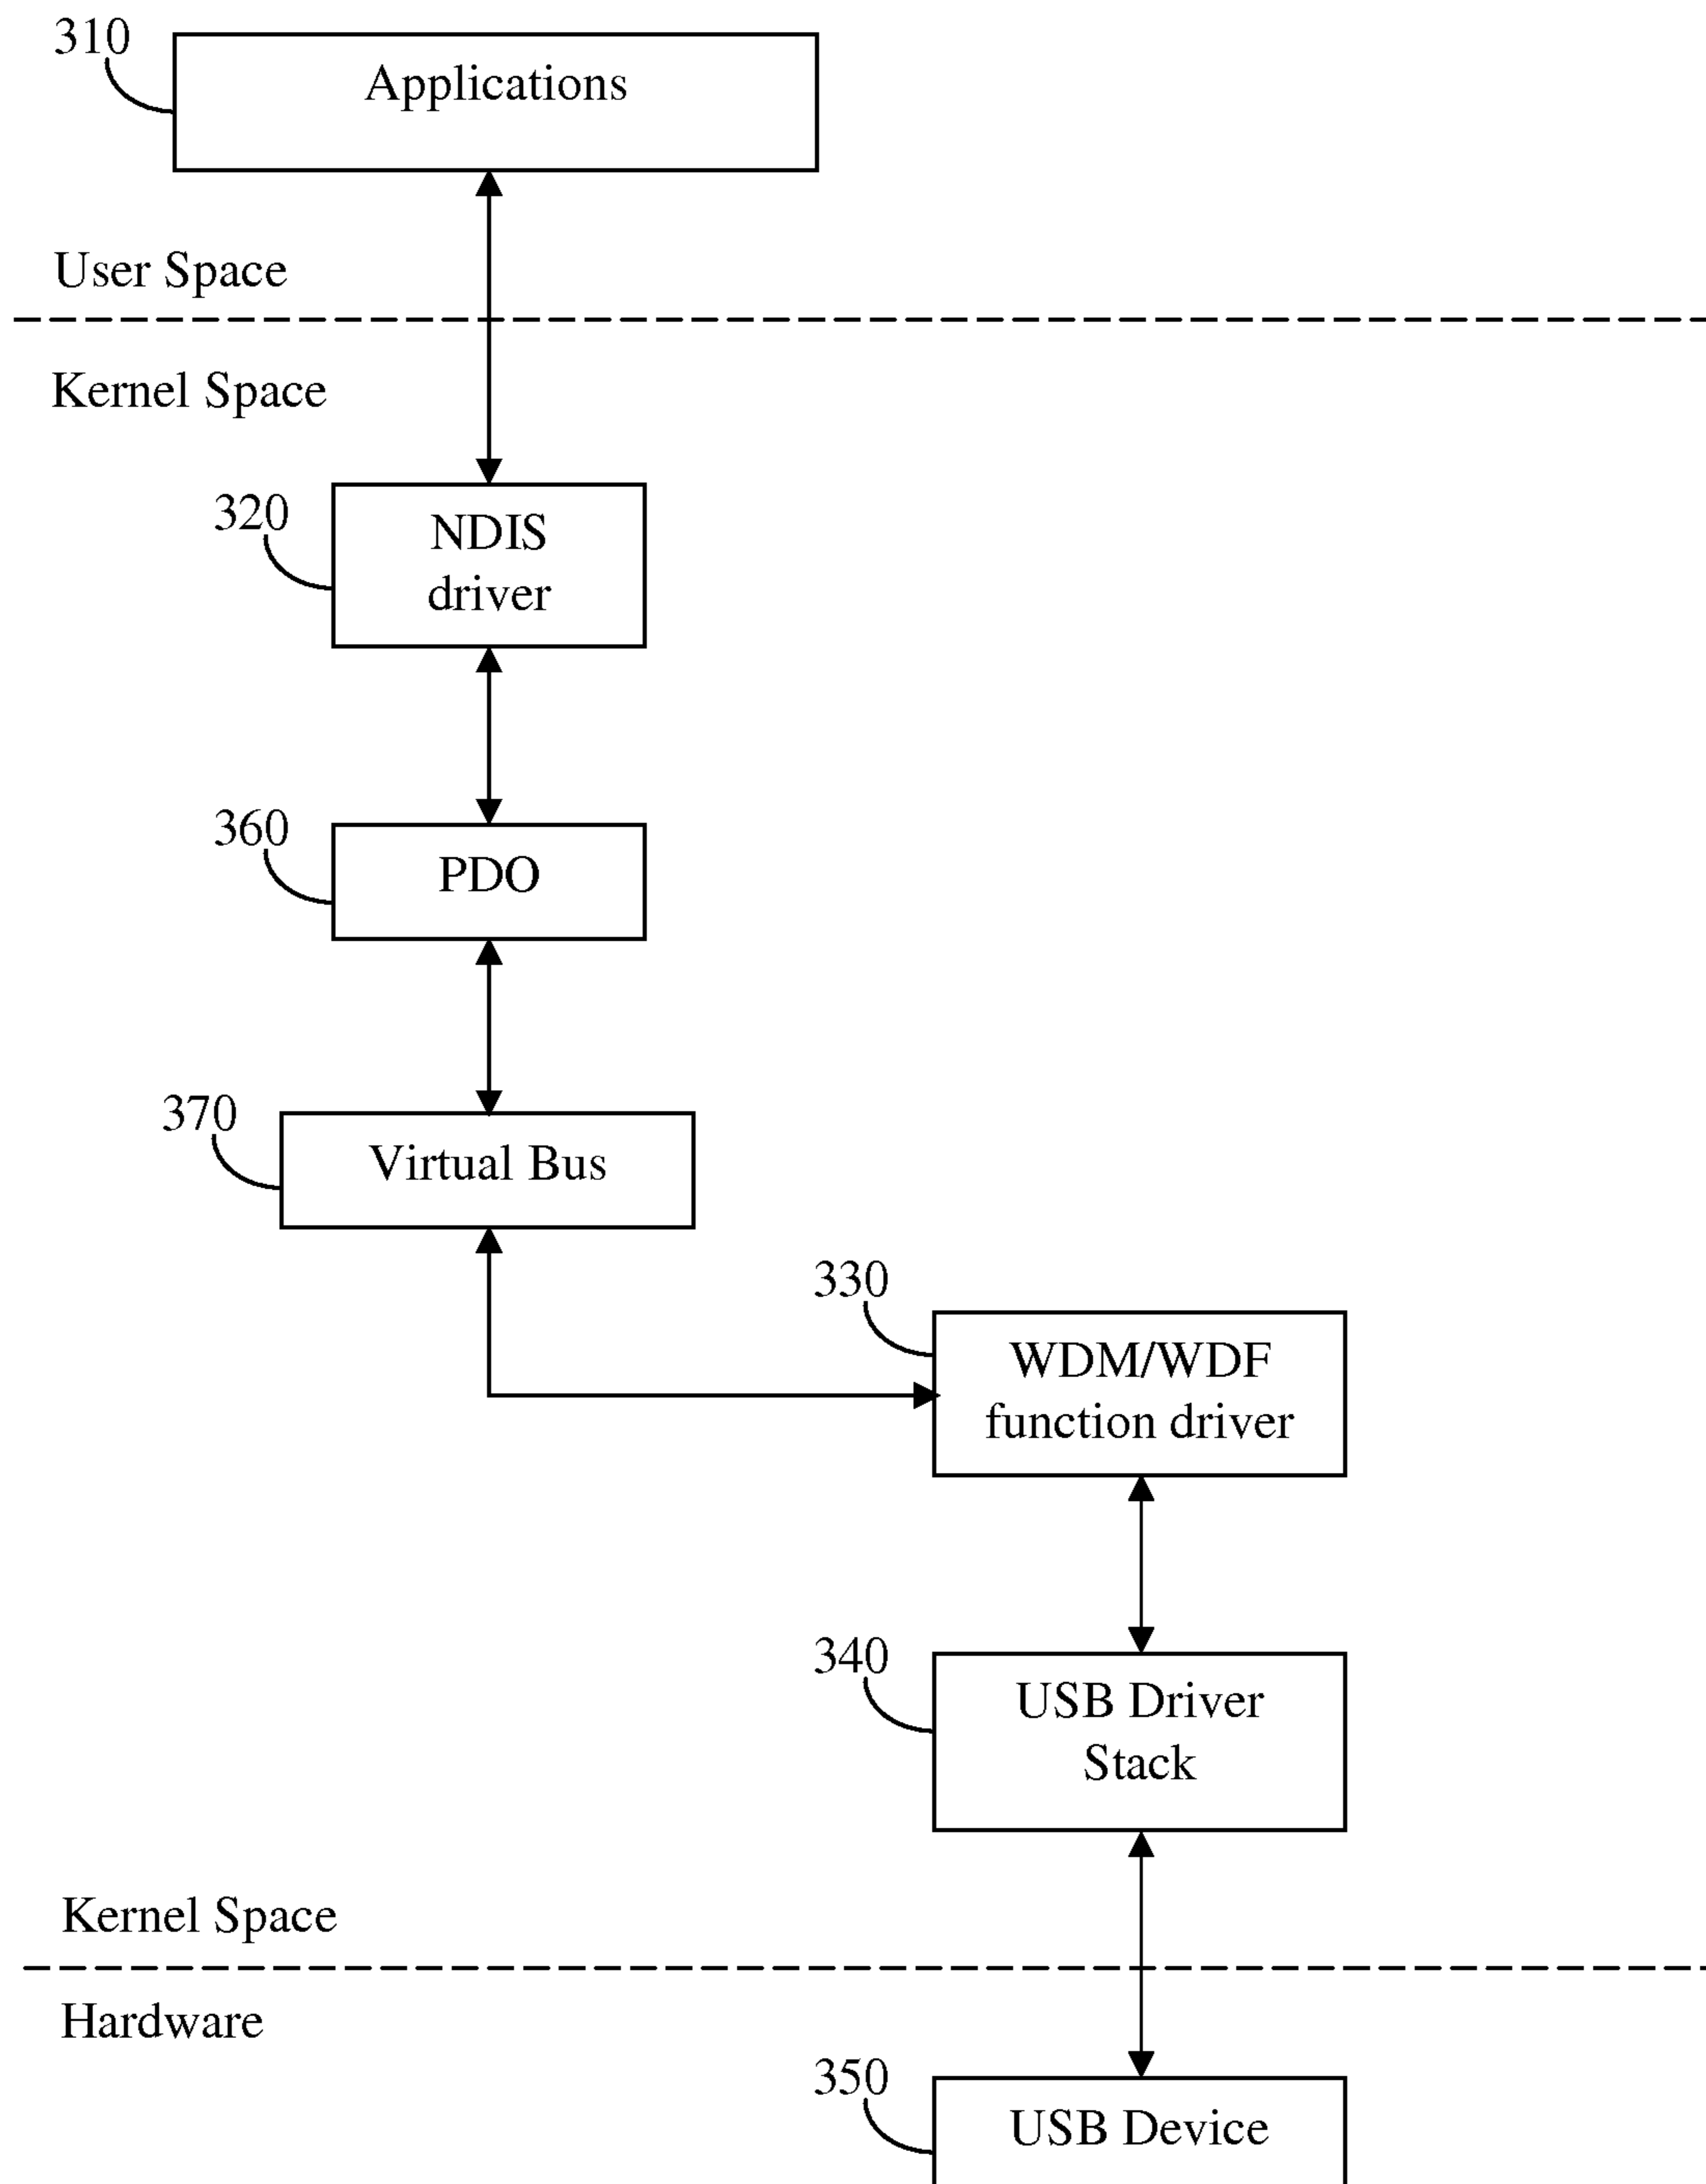 310
Applications
User Space
Kernel Space
320
NDIS
driver
360
PDO
370
Virtual Bus
330
WDM/WDF
function driver
340
USB Driver
Stack
Kernel Space
Hardware
350
USB Device